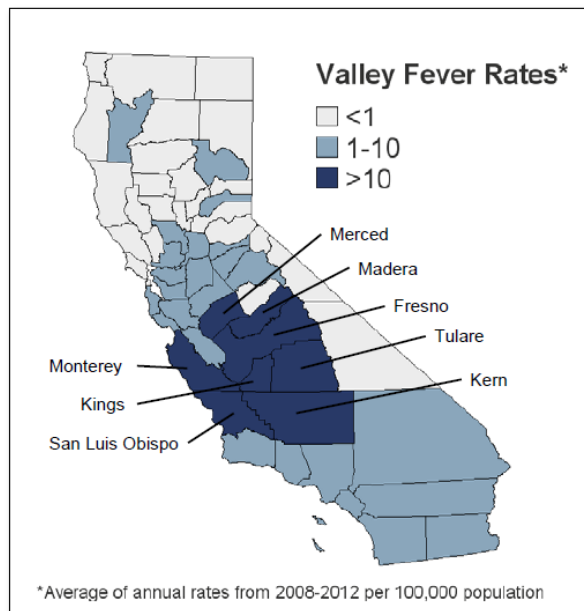 Valley Fever Rates*
<1
1-10
>10
Merced
Madera
Fresno
Tulare
Monterey
Kern
Kings
San Luis Obispo
*Average of annual rates from 2008-2012 per 100,000 population